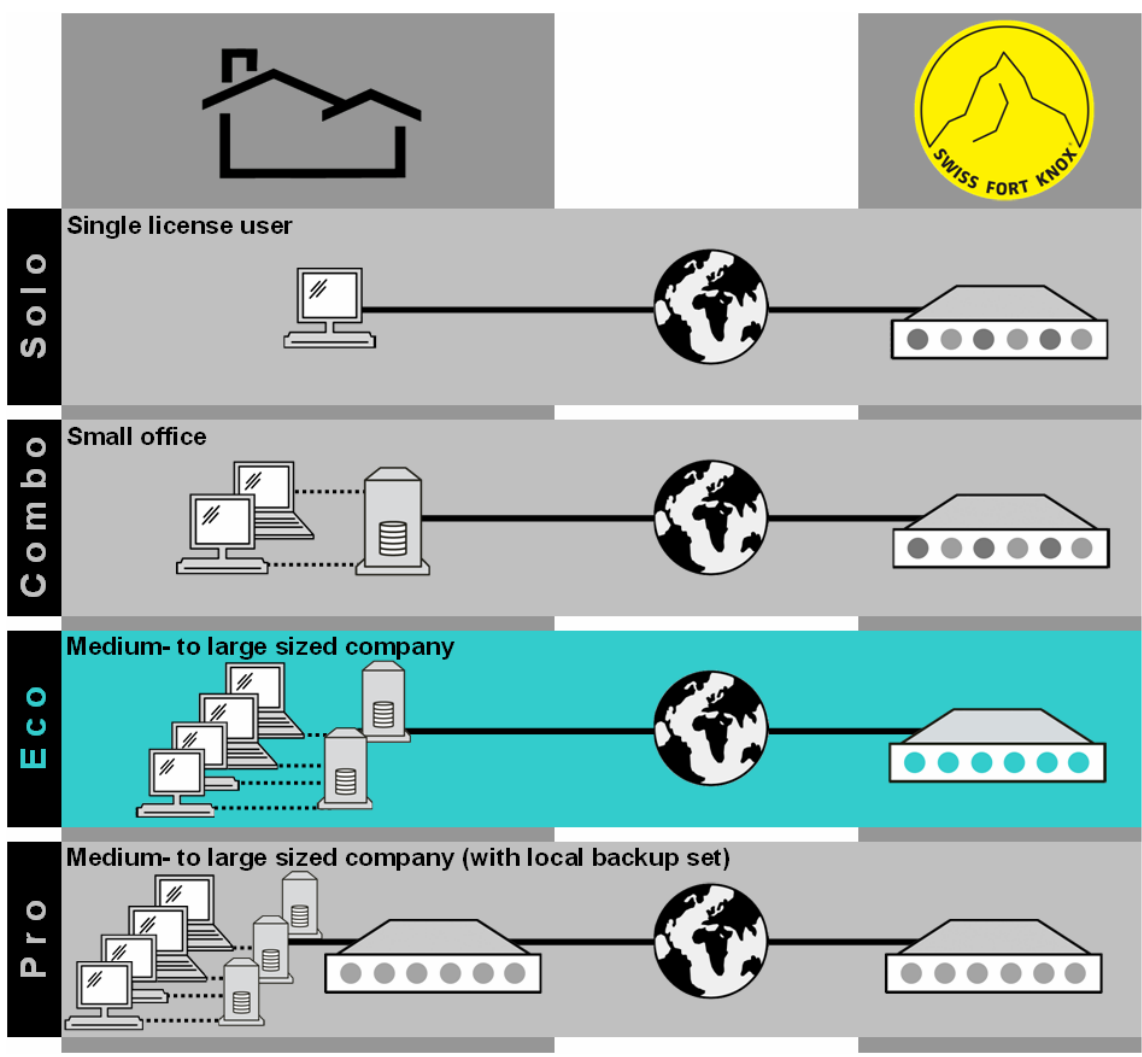 SWISS FORT KNOX®
Solo
Single license user
Combo
Small office
Eco
Medium- to large sized company
Pro
Medium- to large sized company (with local backup set)